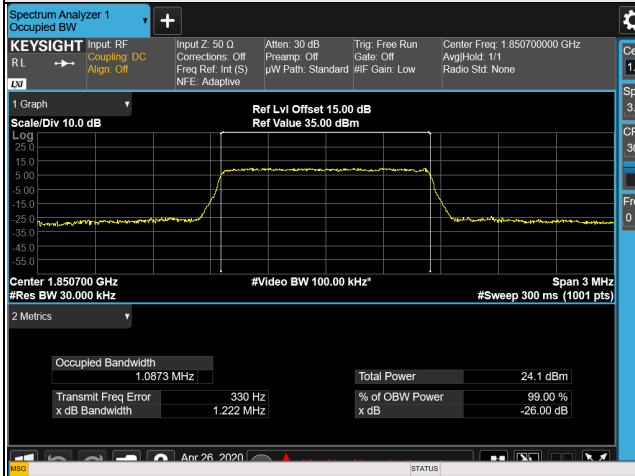 Spectrum Analyzer 1
Occupied BW
KEYSIGHT
RL
LXI
Input: RF
Coupling: DC
Align: Off
Input Z: 50 Ω
Corrections: Off
Freq Ref: Int (S)
NFE: Adaptive
Atten: 30 dB
Preamp: Off
µW Path: Standard
Trig: Free Run
Gate: Off
#IF Gain: Low
Center Freq: 1.850700000 GHz
Avg|Hold: 1/1
Radio Std: None
1 Graph
Scale/Div 10.0 dB
Ref Lvl Offset 15.00 dB
Ref Value 35.00 dBm
Log
25.0
15.0
5.00
-5.00
-15.0
-25.0
-35.0
-45.0
-55.0
Center 1.850700 GHz
#Video BW 100.00 kHz*
Span 3 MHz
#Res BW 30.000 kHz
#Sweep 300 ms (1001 pts)
2 Metrics
Occupied Bandwidth
1.0873 MHz
Total Power 24.1 dBm
Transmit Freq Error 330 Hz
% of OBW Power 99.00 %
x dB Bandwidth 1.222 MHz
x dB -26.00 dB
Apr 26, 2020
MSG
STATUS